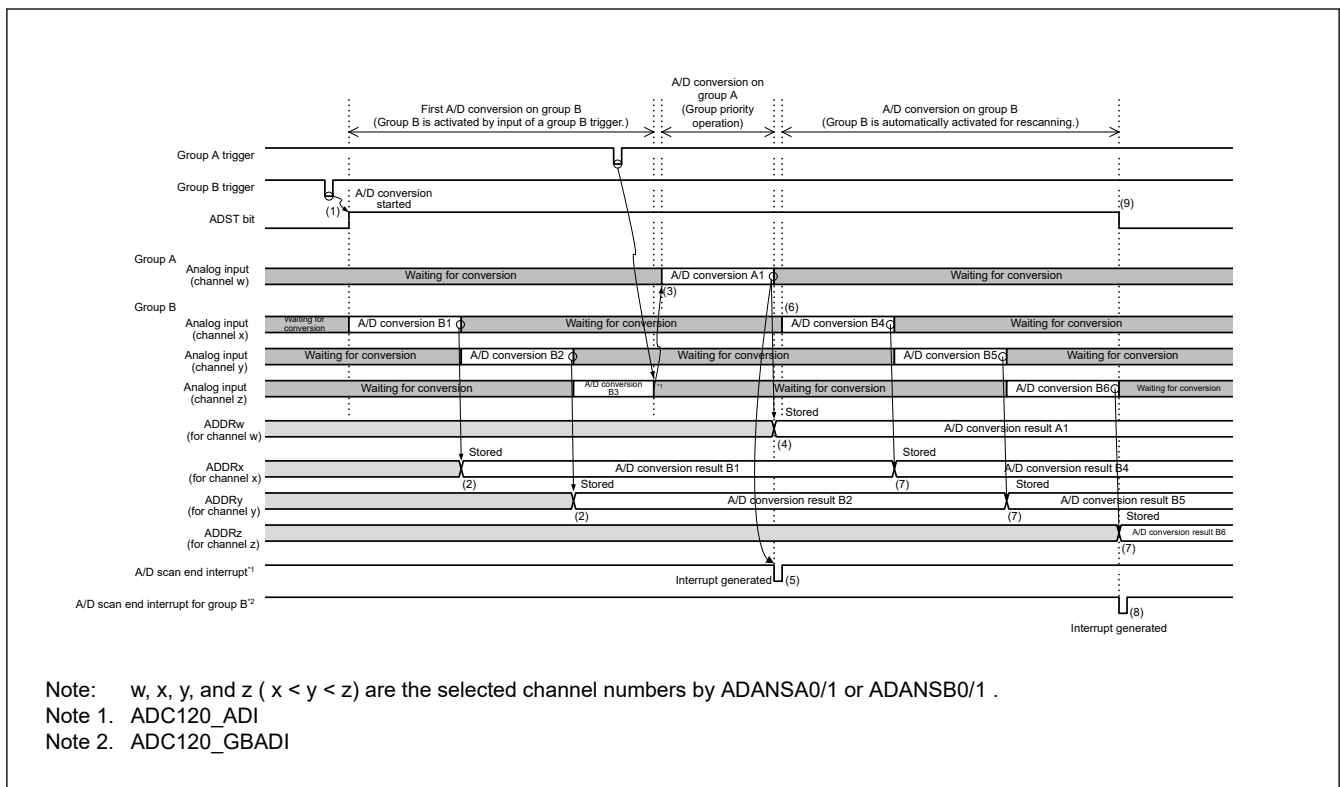 A/D conversion on
group A
(Group priority
operation)
First A/D conversion on group B
(Group B is activated by input of a group B trigger.)
A/D conversion on group B
(Group B is automatically activated for rescanning.)
Group A trigger
Group B trigger
A/D conversion
started
(1)
ADST bit
(9)
Group A
Analog input
(channel w)
Waiting for conversion
A/D conversion A1
Waiting for conversion
(3)
Group B
(6)
Analog input
(channel x)
Waiting for
conversion
A/D conversion B1
Waiting for conversion
A/D conversion B4
Waiting for conversion
Analog input
(channel y)
Waiting for conversion
A/D conversion B2
Waiting for conversion
A/D conversion B5
Waiting for conversion
Analog input
(channel z)
Waiting for conversion
A/D conversion
B3
*1
Waiting for conversion
A/D conversion B6
Waiting for conversion
ADDRw
(for channel w)
Stored
A/D conversion result A1
(4)
ADDRx
(for channel x)
Stored
A/D conversion result B1
Stored
A/D conversion result B4
(2)
(7)
ADDRy
(for channel y)
Stored
A/D conversion result B2
Stored
A/D conversion result B5
(2)
(7)
ADDRz
(for channel z)
Stored
A/D conversion result B6
(7)
A/D scan end interrupt*1
Interrupt generated
(5)
A/D scan end interrupt for group B*2
(8)
Interrupt generated
Note: w, x, y, and z ( x < y < z) are the selected channel numbers by ADANSA0/1 or ADANSB0/1 .
Note 1. ADC120_ADI
Note 2. ADC120_GBADI